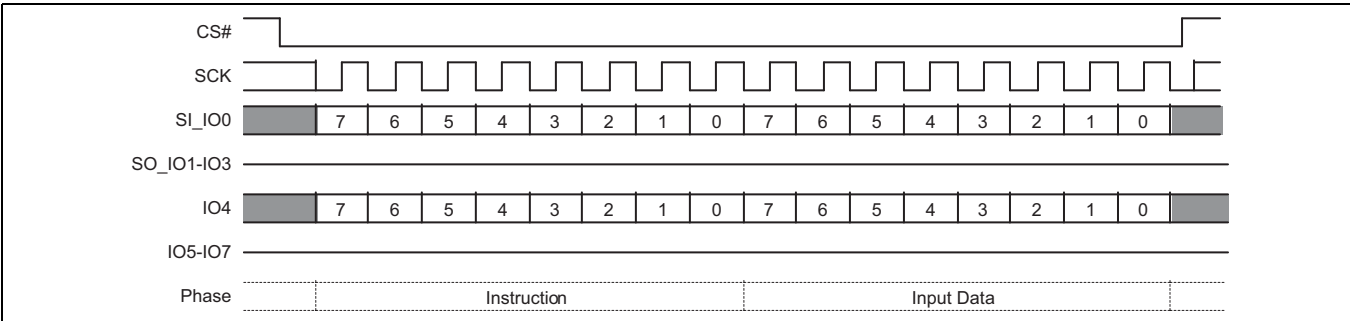 CS#
SCK
SI_IO0 7 6 5 4 3 2 1 0 7 6 5 4 3 2 1 0
SO_IO1-IO3
IO4 7 6 5 4 3 2 1 0 7 6 5 4 3 2 1 0
IO5-IO7
Phase Instruction Input Data